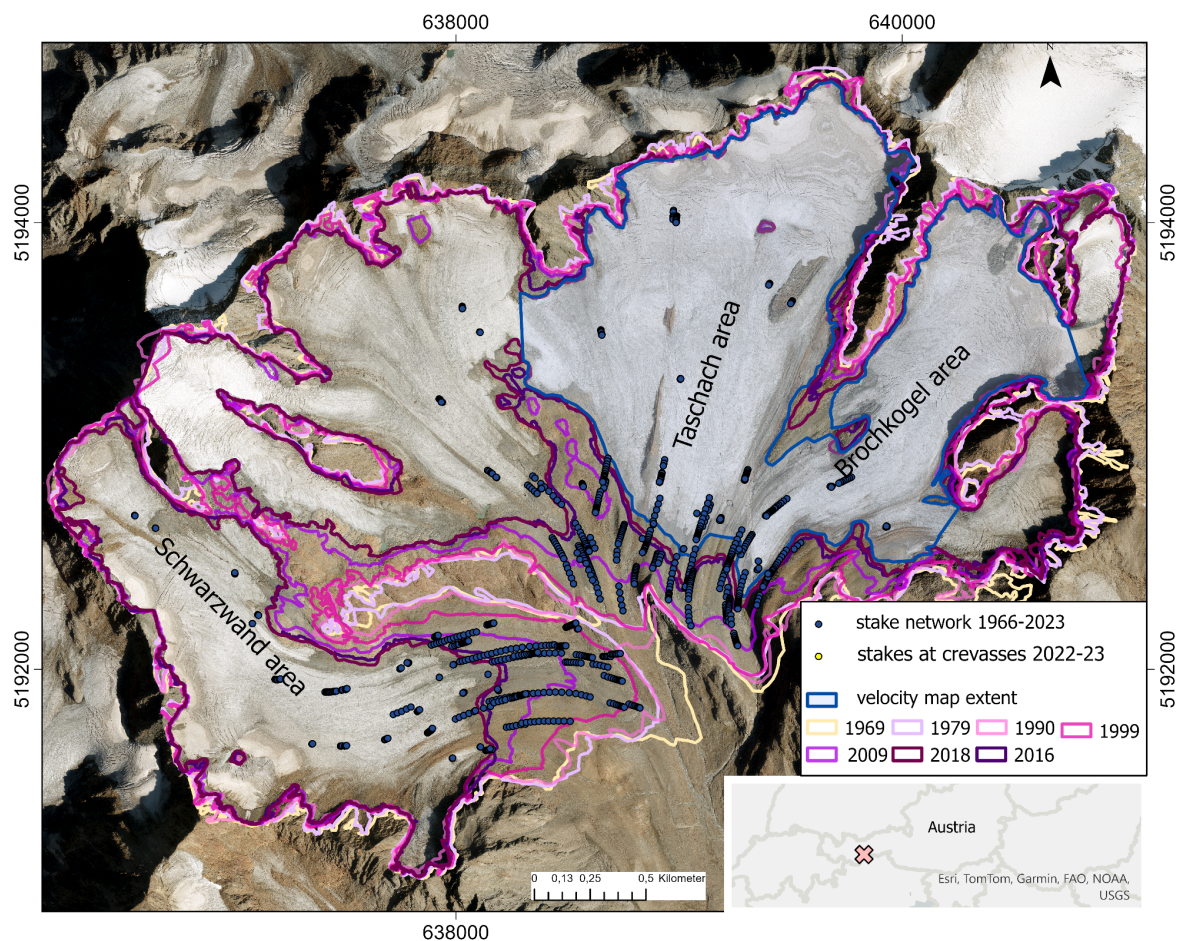 638000
640000
N
5194000
5194000
Taschach area
Brochkogel area
Schwarzwand area
5192000
5192000
stake network 1966-2023
stakes at crevasses 2022-23
velocity map extent
1969
1979
1990
1999
2009
2018
2016
Austria
Esri, TomTom, Garmin, FAO, NOAA,
USGS
0 0,13 0,25 0,5 Kilometer
638000